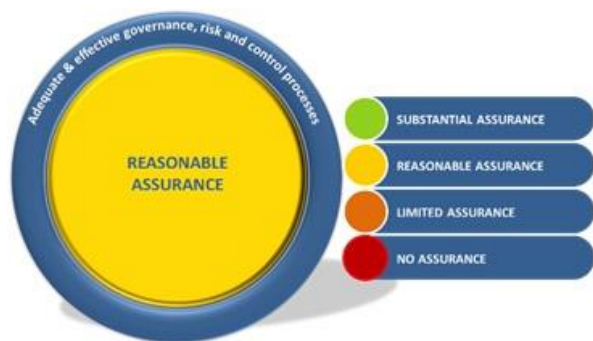 Adequate & effective governance, risk and control processes
REASONABLE
ASSURANCE
SUBSTANTIAL ASSURANCE
REASONABLE ASSURANCE
LIMITED ASSURANCE
NO ASSURANCE